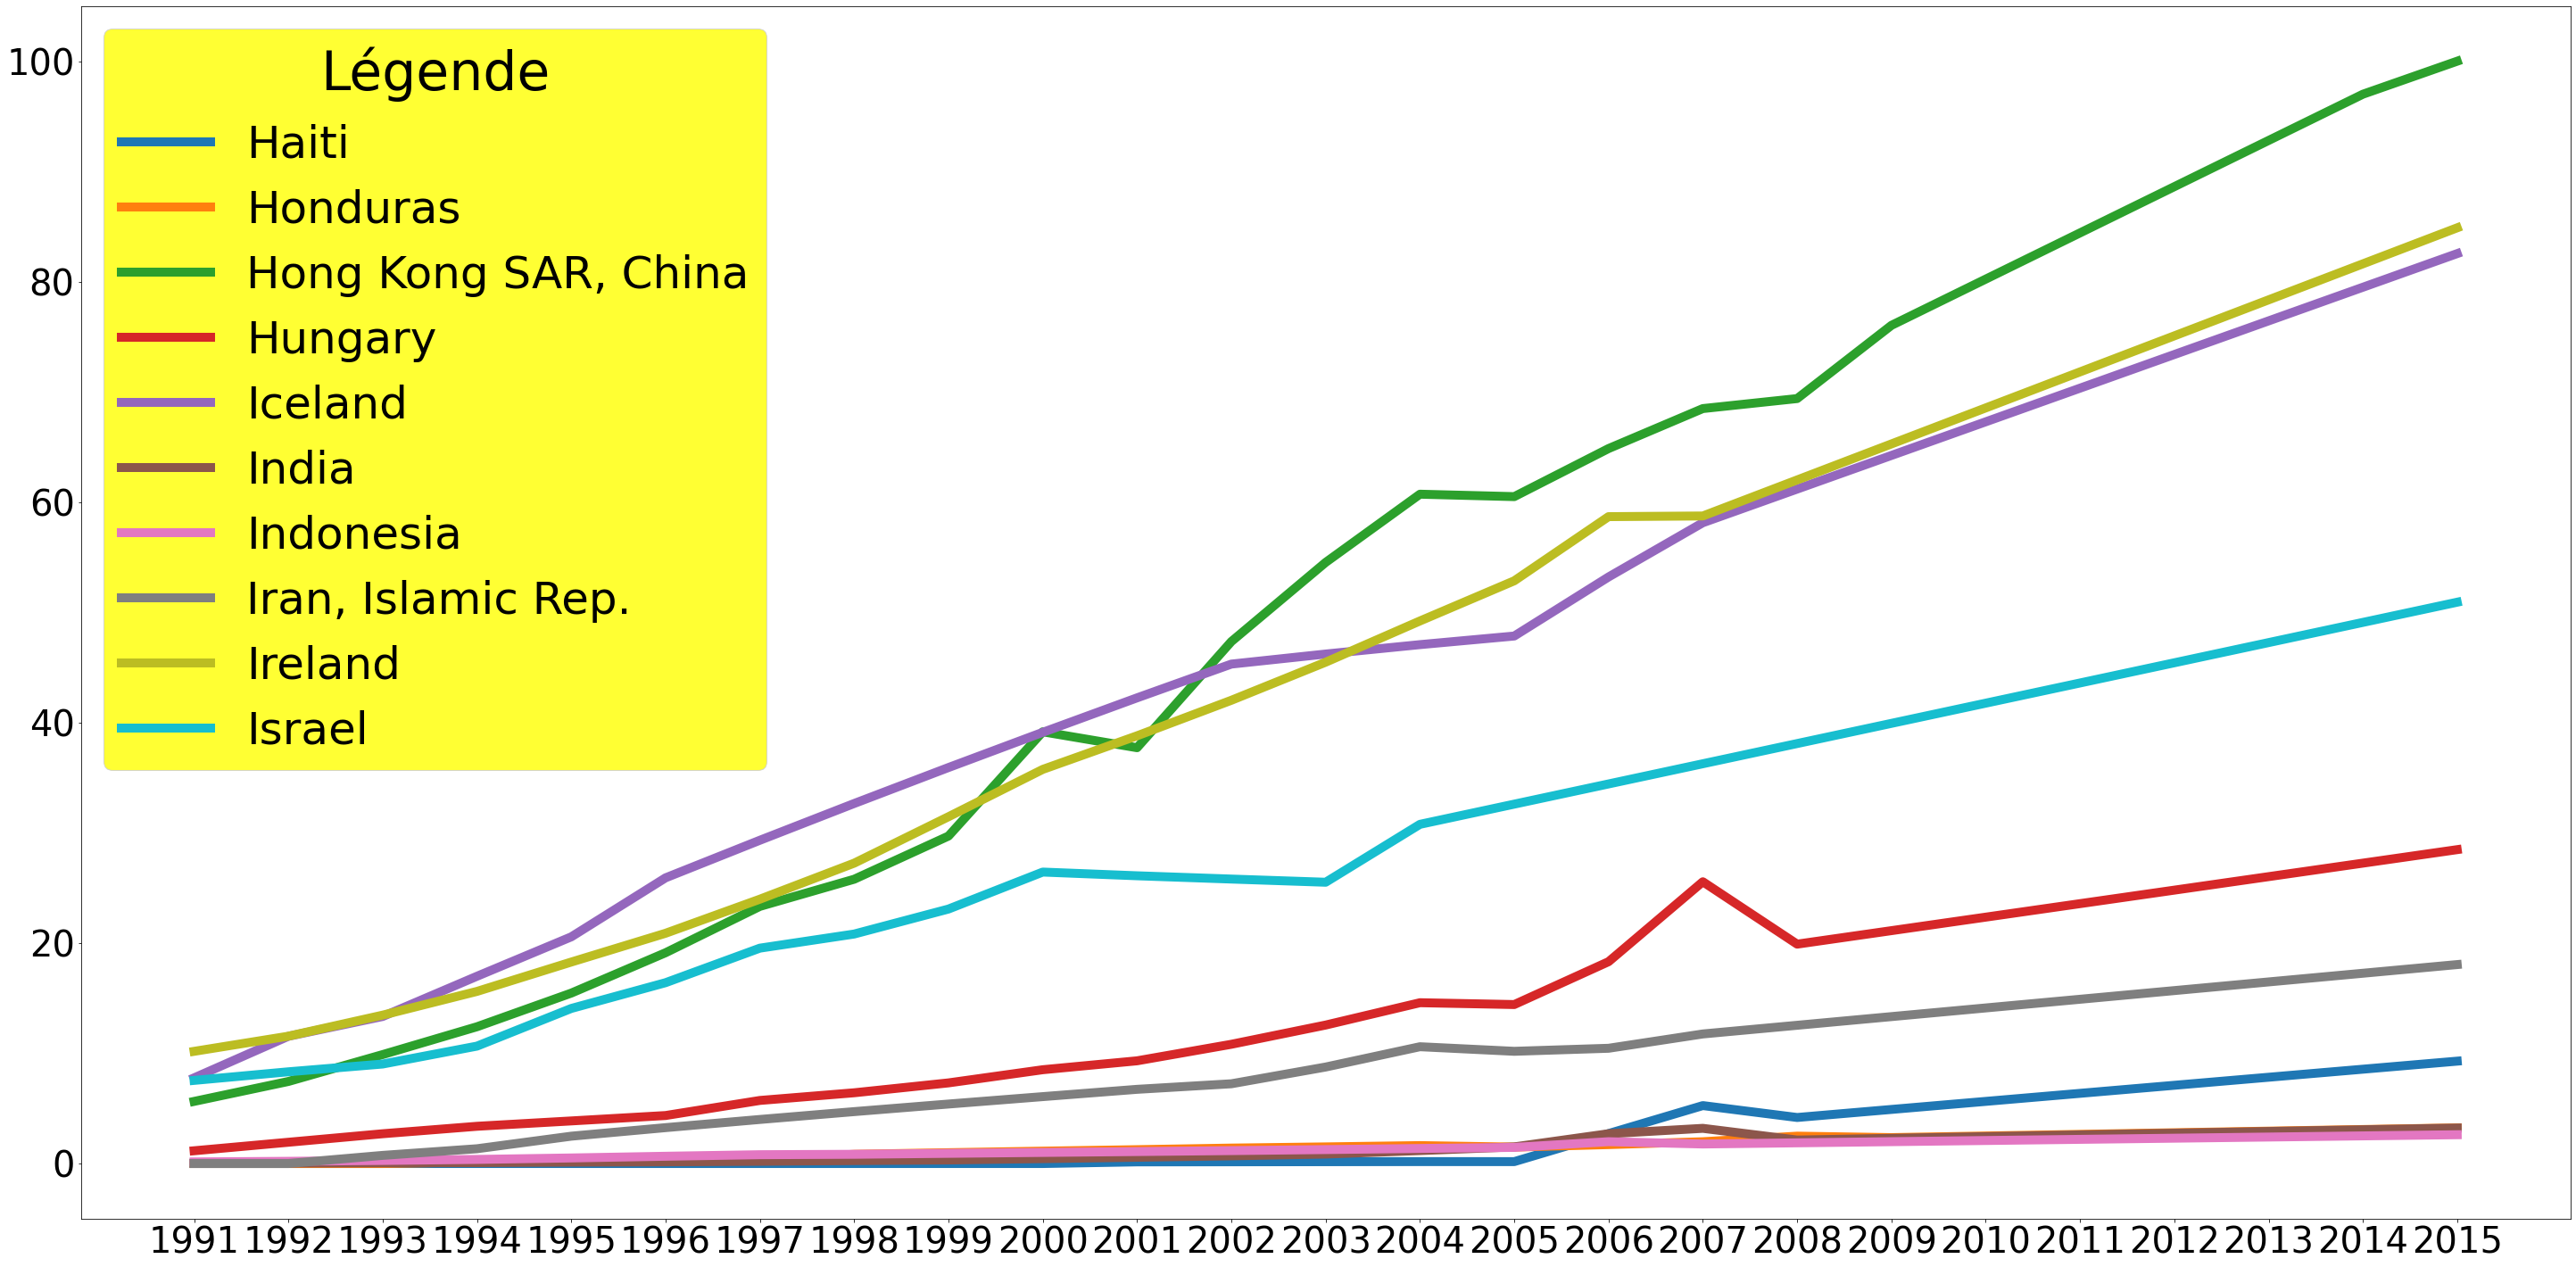 100
80
60
40
20
0
Légende
Haiti
Honduras
Hong Kong SAR, China
Hungary
Iceland
India
Indonesia
Iran, Islamic Rep.
Ireland
Israel
1991 1992 1993 1994 1995 1996 1997 1998 1999 2000 2001 2002 2003 2004 2005 2006 2007 2008 2009 2010 2011 2012 2013 2014 2015